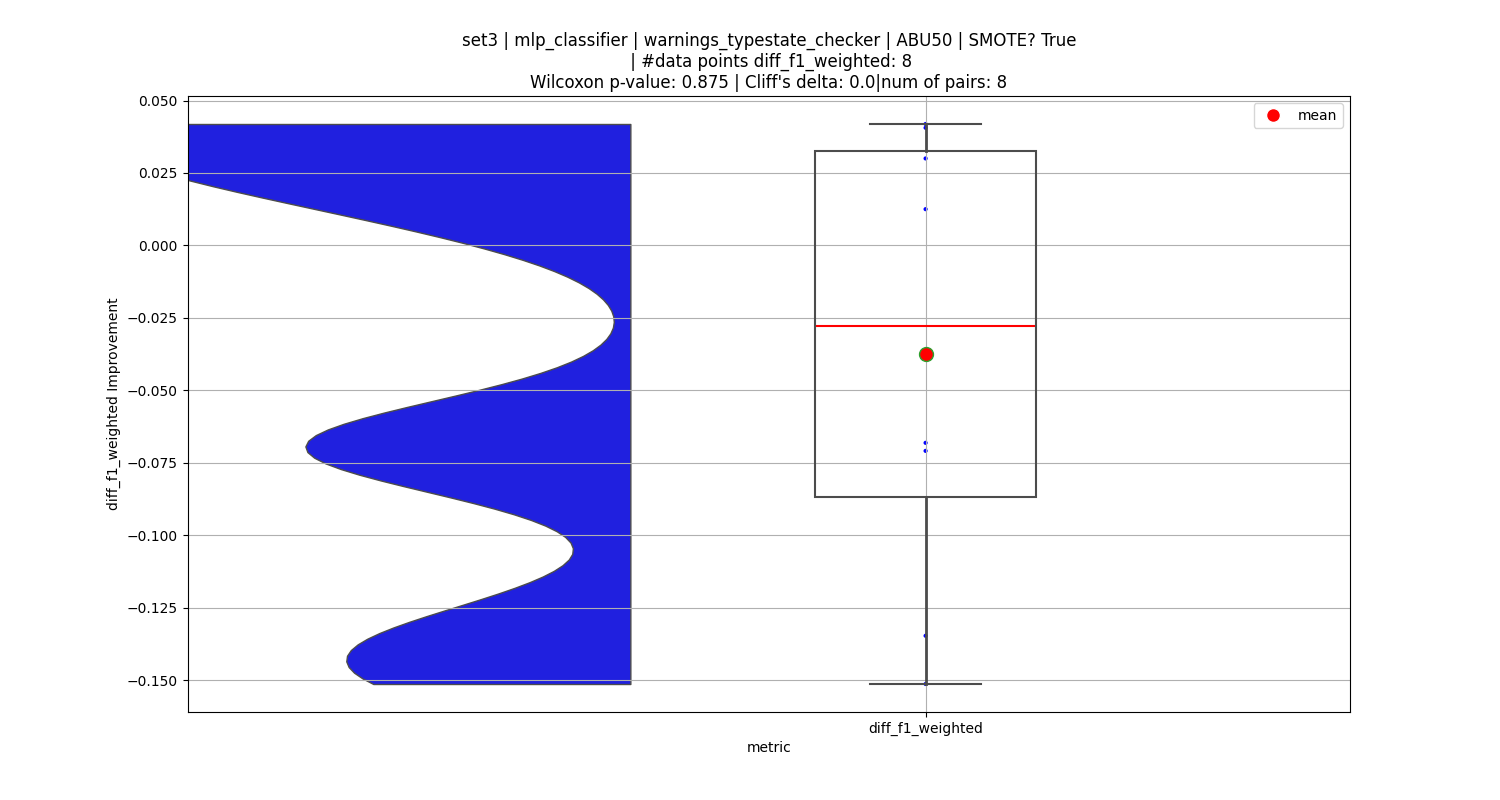 set3 | mlp_classifier | warnings_typestate_checker | ABU50 | SMOTE? True
| #data points diff_f1_weighted: 8
Wilcoxon p-value: 0.875 | Cliff's delta: 0.0|num of pairs: 8
mean
0.050
0.025
0.000
−0.025
−0.050
−0.075
−0.100
−0.125
−0.150
diff_f1_weighted Improvement
diff_f1_weighted
metric